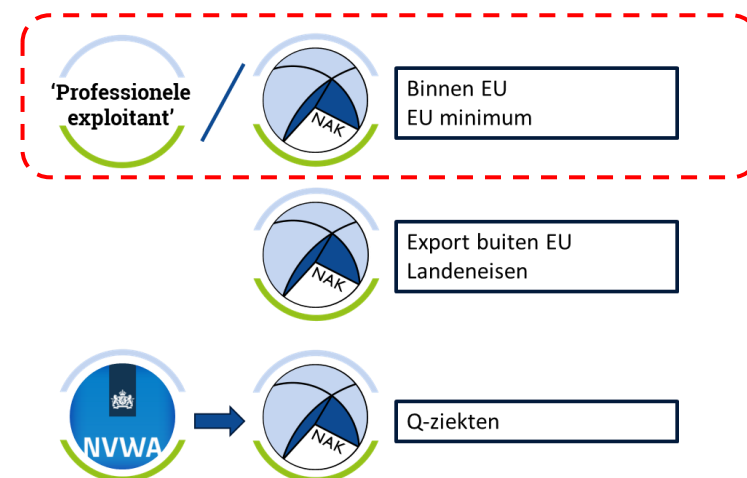 ‘Professionele
exploitant’
NAK
Binnen EU
EU minimum
NAK
Export buiten EU
Landeneisen
NVWA
NAK
Q-ziekten